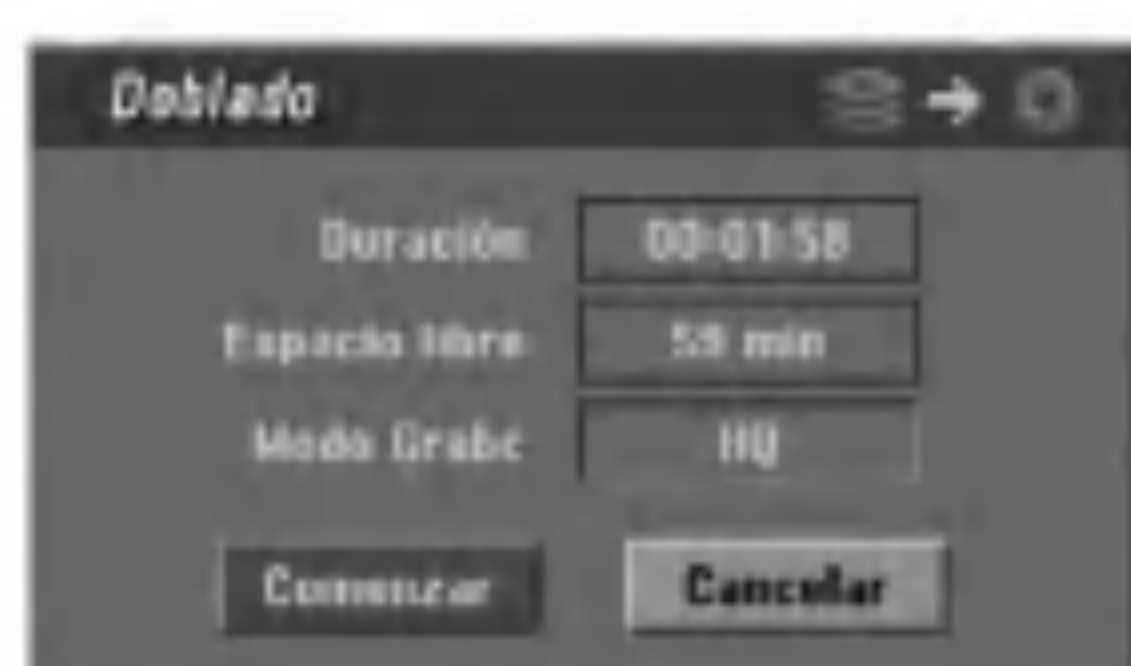 Doblado
Duración 00:01:58
Espacio libre 59 min
Modo Grabc HQ
Comenzar Cancelar